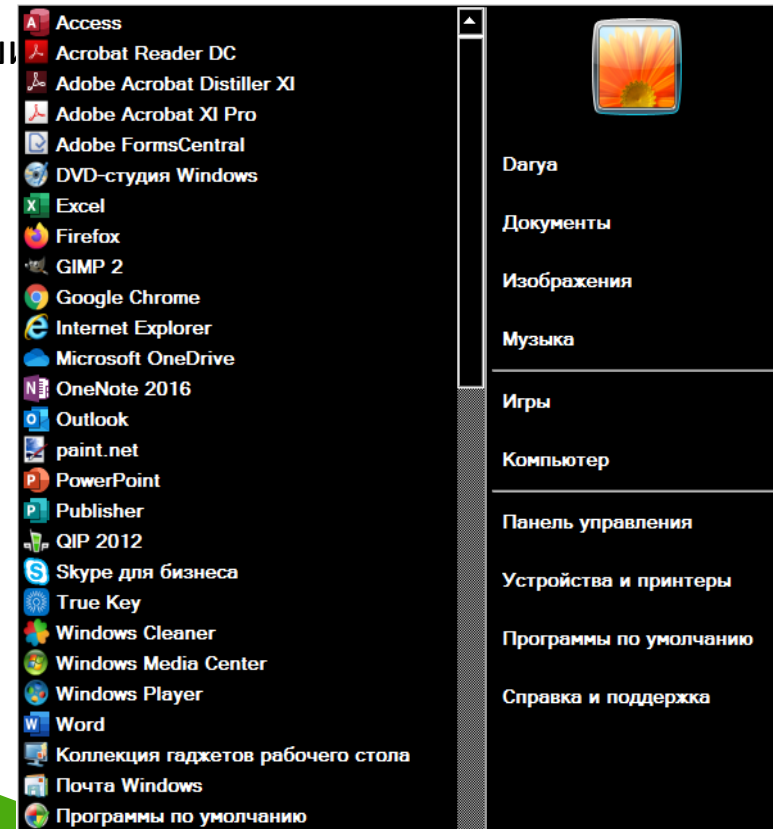 Access
Acrobat Reader DC
Adobe Acrobat Distiller XI
Adobe Acrobat XI Pro
Adobe FormsCentral
DVD-студия Windows
Excel
Firefox
GIMP 2
Google Chrome
Internet Explorer
Microsoft OneDrive
OneNote 2016
Outlook
paint.net
PowerPoint
Publisher
QIP 2012
Skype для бизнеса
True Key
Windows Cleaner
Windows Media Center
Windows Player
Word
Коллекция гаджетов рабочего стола
Почта Windows
Программы по умолчанию
Darya
Документы
Изображения
Музыка
Игры
Компьютер
Панель управления
Устройства и принтеры
Программы по умолчанию
Справка и поддержка